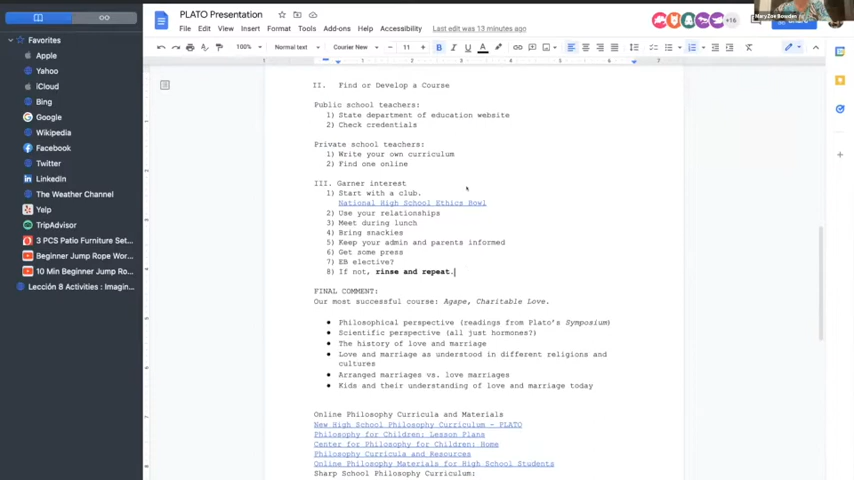 PLATO Presentation
File Edit View Insert Format Tools Add-ons Help Accessibility Last edit was 13 minutes ago
+16
MaryZoe Bowden
100% Normal text Courier New 11
Favorites
Apple
Yahoo
iCloud
Bing
Google
Wikipedia
Facebook
Twitter
LinkedIn
The Weather Channel
Yelp
TripAdvisor
3 PCS Patio Furniture Set...
Beginner Jump Rope Wor...
10 Min Beginner Jump Ro...
Lección 8 Activities : Imagin...
II. Find or Develop a Course
Public school teachers:
1) State department of education website
2) Check credentials
Private school teachers:
1) Write your own curriculum
2) Find one online
III. Garner interest
1) Start with a club.
National High School Ethics Bowl
2) Use your relationships
3) Meet during lunch
4) Bring snackies
5) Keep your admin and parents informed
6) Get some press
7) EB elective?
8) If not, rinse and repeat.
FINAL COMMENT:
Our most successful course: Agape, Charitable Love.
● Philosophical perspective (readings from Plato's Symposium)
● Scientific perspective (all just hormones?)
● The history of love and marriage
● Love and marriage as understood in different religions and
cultures
● Arranged marriages vs. love marriages
● Kids and their understanding of love and marriage today
Online Philosophy Curricula and Materials
New High School Philosophy Curriculum - PLATO
Philosophy for Children: Lesson Plans
Center for Philosophy for Children: Home
Philosophy Curricula and Resources
Online Philosophy Materials for High School Students
Sharp School Philosophy Curriculum: